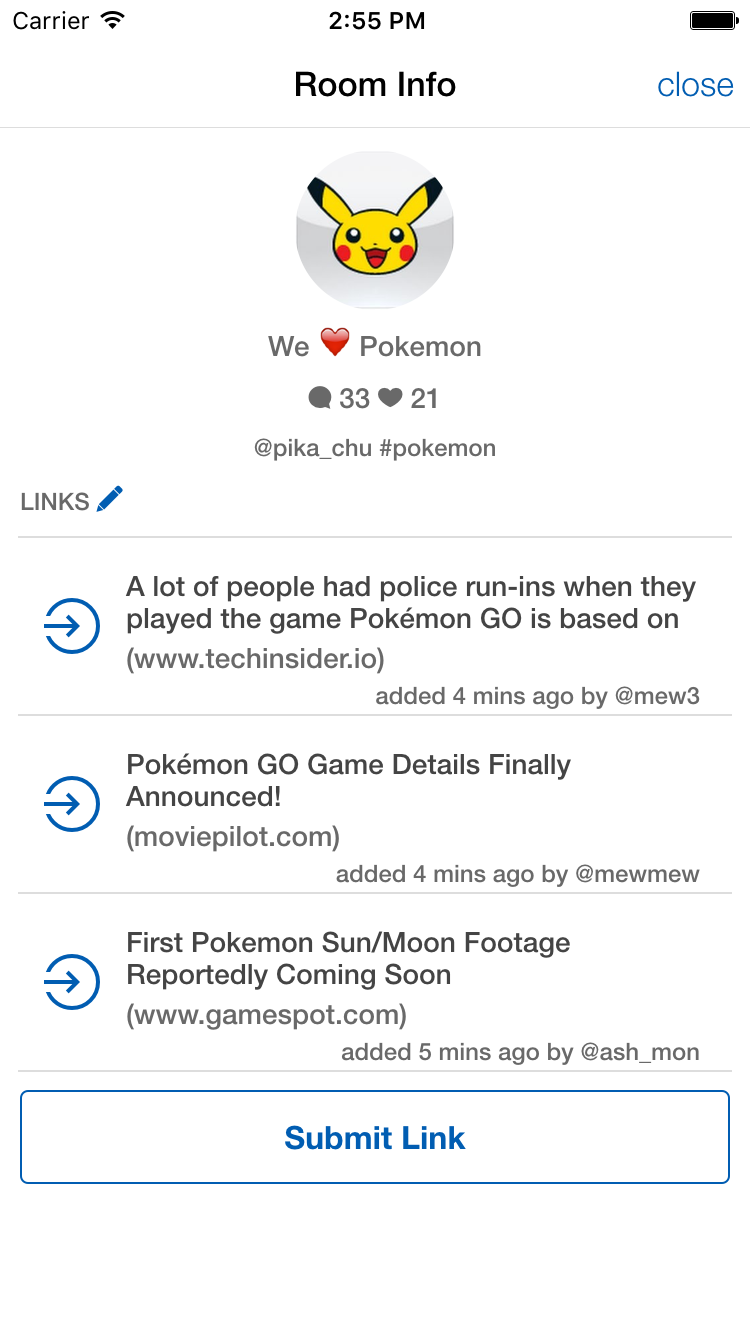 Carrier 2:55 PM
Room Info close
We ❤️ Pokemon
33 21
@pika_chu #pokemon
LINKS
A lot of people had police run-ins when they
played the game Pokémon GO is based on
(www.techinsider.io)
added 4 mins ago by @mew3
Pokémon GO Game Details Finally
Announced!
(moviepilot.com)
added 4 mins ago by @mewmew
First Pokemon Sun/Moon Footage
Reportedly Coming Soon
(www.gamespot.com)
added 5 mins ago by @ash_mon
Submit Link